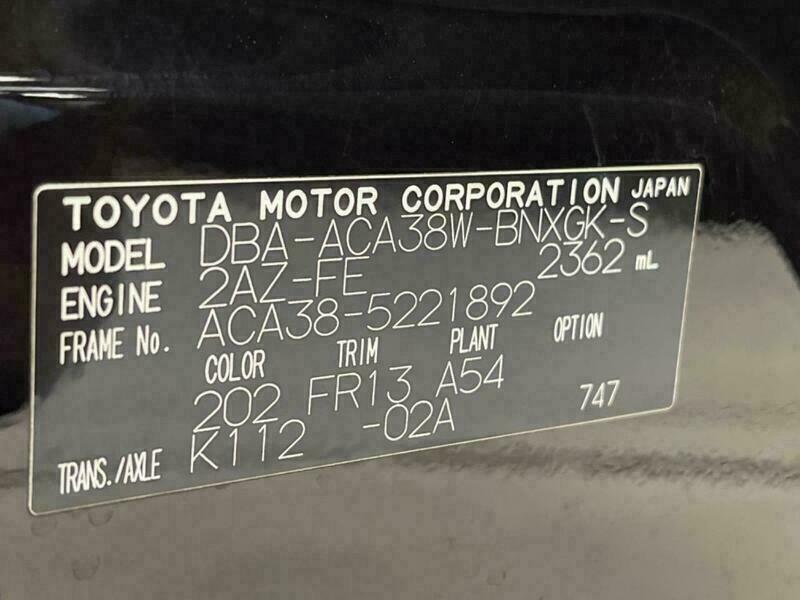 TOYOTA MOTOR CORPORATION JAPAN
MODEL DBA-ACA38W-BNXGK-S
ENGINE 2AZ-FE 2362 mL
FRAME No. ACA38-5221892
COLOR TRIM PLANT OPTION
202 FR13 A54 747
TRANS./AXLE K112 -02A